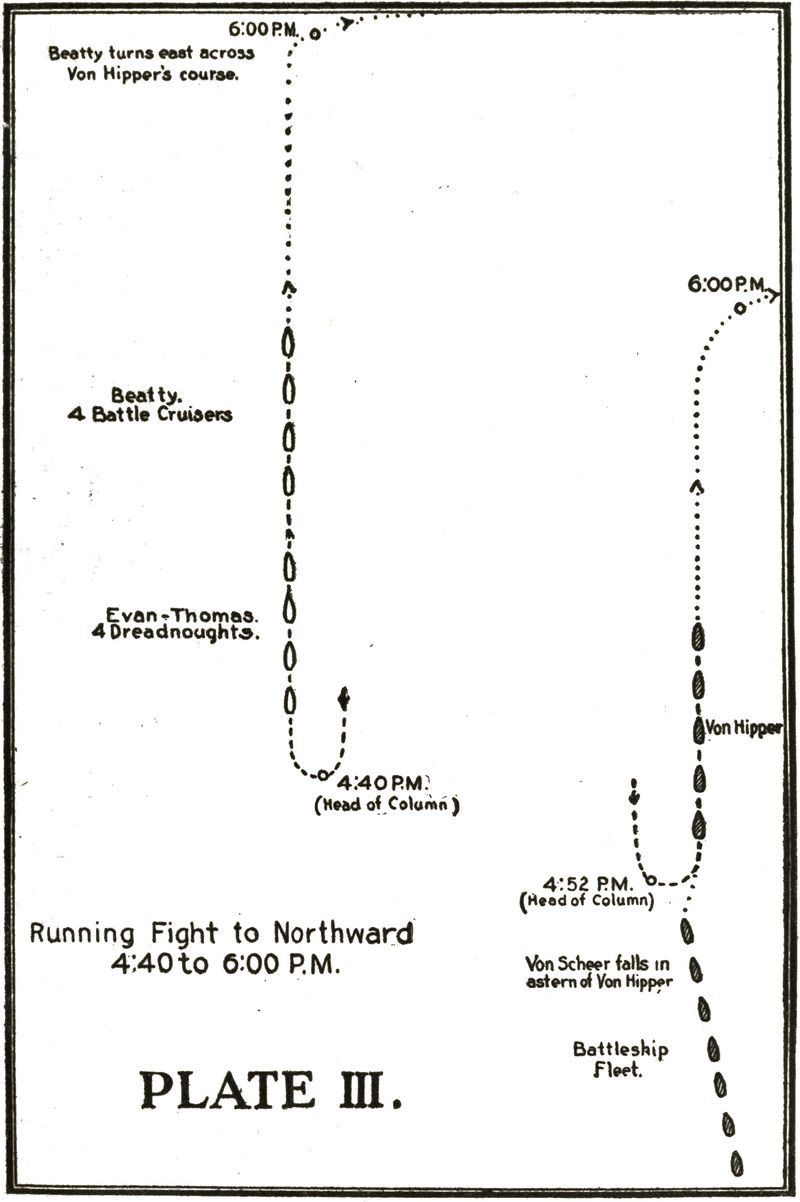 6:00 P.M.
Beatty turns east across
Von Hipper's course.
6:00 P.M.
Beatty.
4 Battle Cruisers
Evan-Thomas.
4 Dreadnoughts.
Von Hipper
4:40 P.M.
(Head of Column)
4:52 P.M.
(Head of Column)
Running Fight to Northward
4:40 to 6:00 P.M.
Von Scheer falls in
astern of Von Hipper
Battleship
Fleet.
PLATE III.